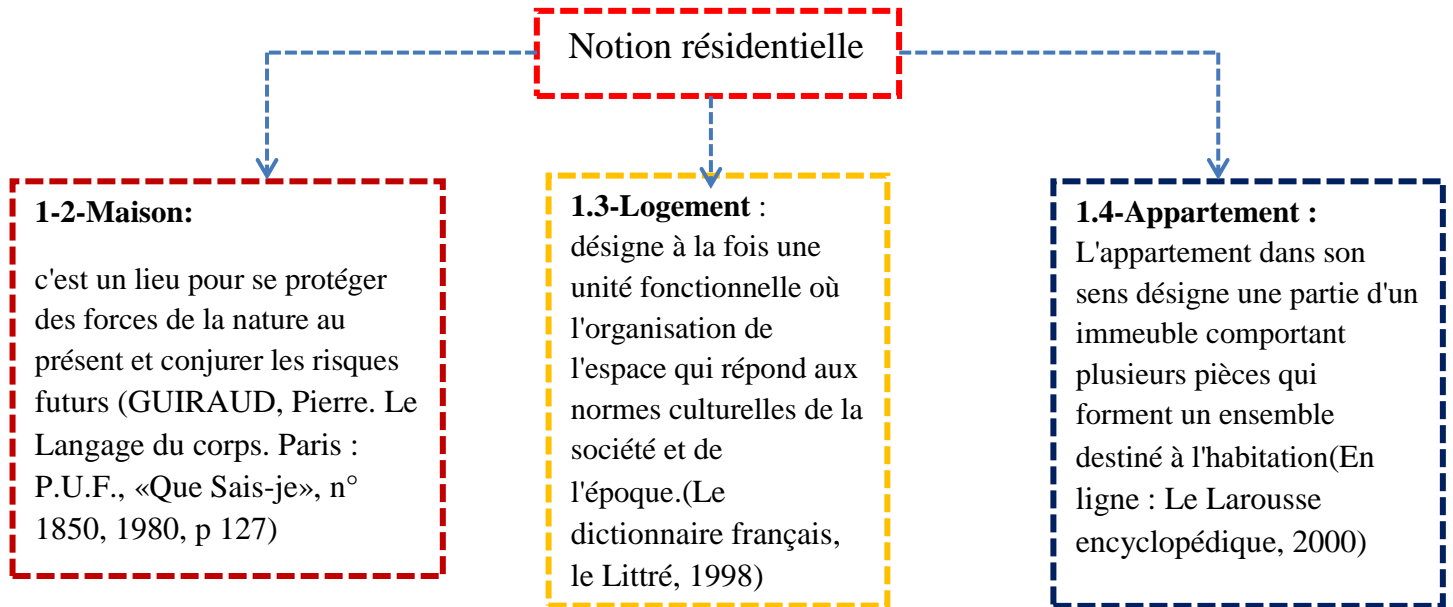 Notion résidentielle
1-2-Maison:
c'est un lieu pour se protéger
des forces de la nature au
présent et conjurer les risques
futurs (GUIRAUD, Pierre. Le
Langage du corps. Paris :
P.U.F., «Que Sais-je», n°
1850, 1980, p 127)
1.3-Logement :
désigne à la fois une
unité fonctionnelle où
l'organisation de
l'espace qui répond aux
normes culturelles de la
société et de
l'époque.(Le
dictionnaire français,
le Littré, 1998)
1.4-Appartement :
L'appartement dans son
sens désigne une partie d'un
immeuble comportant
plusieurs pièces qui
forment un ensemble
destiné à l'habitation(En
ligne : Le Larousse
encyclopédique, 2000)